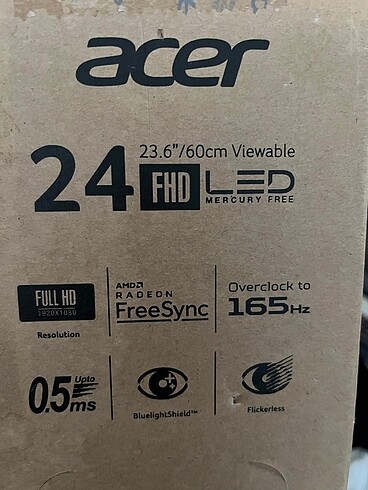 acer
23.6"/60cm Viewable
24 FHD LED
MERCURY FREE
FULL HD
1920X1080
Resolution
AMD
RADEON
FreeSync
Overclock to
165Hz
Upto
0.5ms
BluelightShield™
Flickerless